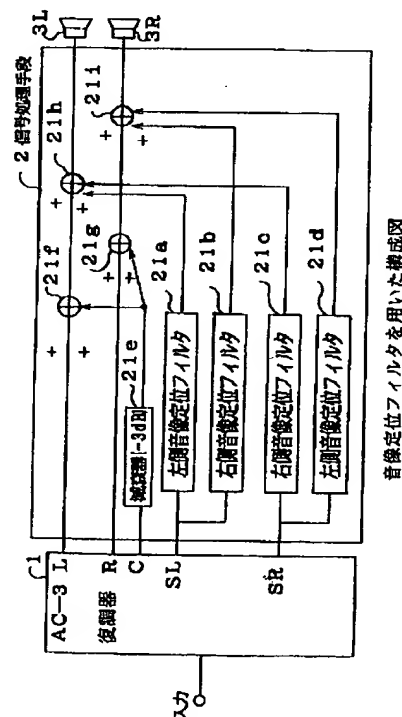 入力
1
AC-3
復調器
L
R
C
SL
SR
2 信号処理手段
21e
減衰器(-3dB)
21a
左側音像定位フィルタ
21b
右側音像定位フィルタ
21c
右側音像定位フィルタ
21d
左側音像定位フィルタ
21f
+
+
21g
+
+
21h
+
+
21i
+
+
3L
3R
音像定位フィルタを用いた構成図